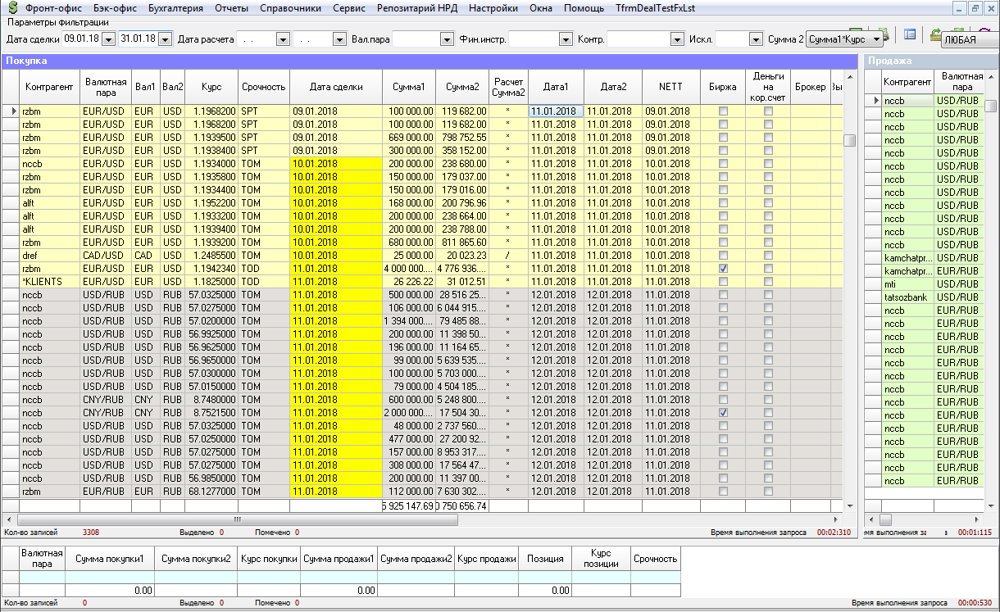 Фронт-офис Бэк-офис Бухгалтерия Отчеты Справочники Сервис Репозитарий НРД Настройки Окна Помощь TfrmDealTestFxLst
Параметры Фильтрации
Дата сделки 09.01.18 31.01.18 Дата расчета . . . . Вал.пара Фин.инстр. Контр. Искл. Сумма 2 Сумма1*Курс ЛЮБАЯ
Покупка
Контрагент Валютная пара Вал1 Вал2 Курс Срочность Дата сделки Сумма1 Сумма2 Расчет Сумма2 Дата1 Дата2 NETT Биржа Деньги на кор.счет Брокер
rzbm EUR/USD EUR USD 1.1968200 SPT 09.01.2018 100 000.00 119 682.00 * 11.01.2018 11.01.2018 09.01.2018
rzbm EUR/USD EUR USD 1.1968200 SPT 09.01.2018 100 000.00 119 682.00 * 11.01.2018 11.01.2018 09.01.2018
rzbm EUR/USD EUR USD 1.1939500 SPT 09.01.2018 669 000.00 798 752.55 * 11.01.2018 11.01.2018 09.01.2018
rzbm EUR/USD EUR USD 1.1938400 SPT 09.01.2018 300 000.00 358 152.00 * 11.01.2018 11.01.2018 09.01.2018
nccb EUR/USD EUR USD 1.1934000 TOM 10.01.2018 200 000.00 238 680.00 * 11.01.2018 11.01.2018 10.01.2018
rzbm EUR/USD EUR USD 1.1935800 TOM 10.01.2018 150 000.00 179 037.00 * 11.01.2018 11.01.2018 10.01.2018
rzbm EUR/USD EUR USD 1.1934400 TOM 10.01.2018 150 000.00 179 016.00 * 11.01.2018 11.01.2018 10.01.2018
alft EUR/USD EUR USD 1.1952200 TOM 10.01.2018 168 000.00 200 796.96 * 11.01.2018 11.01.2018 10.01.2018
alft EUR/USD EUR USD 1.1933200 TOM 10.01.2018 200 000.00 238 664.00 * 11.01.2018 11.01.2018 10.01.2018
alft EUR/USD EUR USD 1.1939400 TOM 10.01.2018 200 000.00 238 788.00 * 11.01.2018 11.01.2018 10.01.2018
rzbm EUR/USD EUR USD 1.1939200 TOM 10.01.2018 680 000.00 811 865.60 * 11.01.2018 11.01.2018 10.01.2018
dref CAD/USD CAD USD 1.2485500 TOM 10.01.2018 25 000.00 20 023.23 / 11.01.2018 11.01.2018 10.01.2018
rzbm EUR/USD EUR USD 1.1942340 TOD 11.01.2018 4 000 000.... 4 776 936.... * 11.01.2018 11.01.2018 11.01.2018
*KLIENTS EUR/USD EUR USD 1.1825000 TOD 11.01.2018 26 226.22 31 012.51 * 11.01.2018 11.01.2018 11.01.2018
nccb USD/RUB USD RUB 57.0325000 TOM 11.01.2018 500 000.00 28 516 25... * 12.01.2018 12.01.2018 11.01.2018
nccb USD/RUB USD RUB 57.0275000 TOM 11.01.2018 106 000.00 6 044 915.... * 12.01.2018 12.01.2018 11.01.2018
nccb USD/RUB USD RUB 57.0200000 TOM 11.01.2018 1 394 000.... 79 485 88... * 12.01.2018 12.01.2018 11.01.2018
nccb USD/RUB USD RUB 56.9925000 TOM 11.01.2018 200 000.00 11 398 50... * 12.01.2018 12.01.2018 11.01.2018
nccb USD/RUB USD RUB 56.9625000 TOM 11.01.2018 196 000.00 11 164 65... * 12.01.2018 12.01.2018 11.01.2018
nccb USD/RUB USD RUB 56.9650000 TOM 11.01.2018 99 000.00 5 639 535.... * 12.01.2018 12.01.2018 11.01.2018
nccb USD/RUB USD RUB 57.0300000 TOM 11.01.2018 100 000.00 5 703 000.... * 12.01.2018 12.01.2018 11.01.2018
nccb USD/RUB USD RUB 57.0150000 TOM 11.01.2018 79 000.00 4 504 185.... * 12.01.2018 12.01.2018 11.01.2018
nccb CNY/RUB CNY RUB 8.7480000 TOM 11.01.2018 600 000.00 5 248 800.... * 12.01.2018 12.01.2018 11.01.2018
nccb CNY/RUB CNY RUB 8.7521500 TOM 11.01.2018 2 000 000.... 17 504 30... * 12.01.2018 12.01.2018 11.01.2018
nccb USD/RUB USD RUB 57.0325000 TOM 11.01.2018 48 000.00 2 737 560.... * 12.01.2018 12.01.2018 11.01.2018
nccb USD/RUB USD RUB 57.0250000 TOM 11.01.2018 477 000.00 27 200 92... * 12.01.2018 12.01.2018 11.01.2018
nccb USD/RUB USD RUB 57.0275000 TOM 11.01.2018 157 000.00 8 953 317.... * 12.01.2018 12.01.2018 11.01.2018
nccb USD/RUB USD RUB 57.0275000 TOM 11.01.2018 308 000.00 17 564 47... * 12.01.2018 12.01.2018 11.01.2018
nccb USD/RUB USD RUB 56.9850000 TOM 11.01.2018 200 000.00 11 397 00... * 12.01.2018 12.01.2018 11.01.2018
rzbm EUR/RUB EUR RUB 68.1277000 TOM 11.01.2018 112 000.00 7 630 302.... * 12.01.2018 12.01.2018 11.01.2018
5 925 147.69 0 750 656.74
Кол-во записей 3308 Выделено 0 Помечено 0 Время выполнения запроса 00:02:310
Продажа
Контрагент Валютная пара
nccb USD/RUB
nccb USD/RUB
nccb USD/RUB
nccb USD/RUB
nccb USD/RUB
nccb USD/RUB
nccb USD/RUB
nccb USD/RUB
nccb USD/RUB
nccb USD/RUB
nccb USD/RUB
nccb USD/RUB
kamchatpr... USD/RUB
kamchatpr... EUR/RUB
mti USD/RUB
tatsozbank USD/RUB
nccb EUR/RUB
nccb EUR/RUB
nccb EUR/RUB
nccb EUR/RUB
nccb EUR/RUB
nccb EUR/RUB
nccb EUR/RUB
nccb EUR/RUB
nccb EUR/RUB
nccb EUR/RUB
nccb EUR/RUB
nccb EUR/RUB
nccb EUR/RUB
nccb EUR/RUB
выполнения 00:01:115
Валютная пара Сумма покупки1 Сумма покупки2 Курс покупки Сумма продажи1 Сумма продажи2 Курс продажи Позиция Курс позиции Срочность
0.00 0.00 0.00
Кол-во записей 0 Выделено 0 Помечено 0 Время выполнения запроса 00:00:530